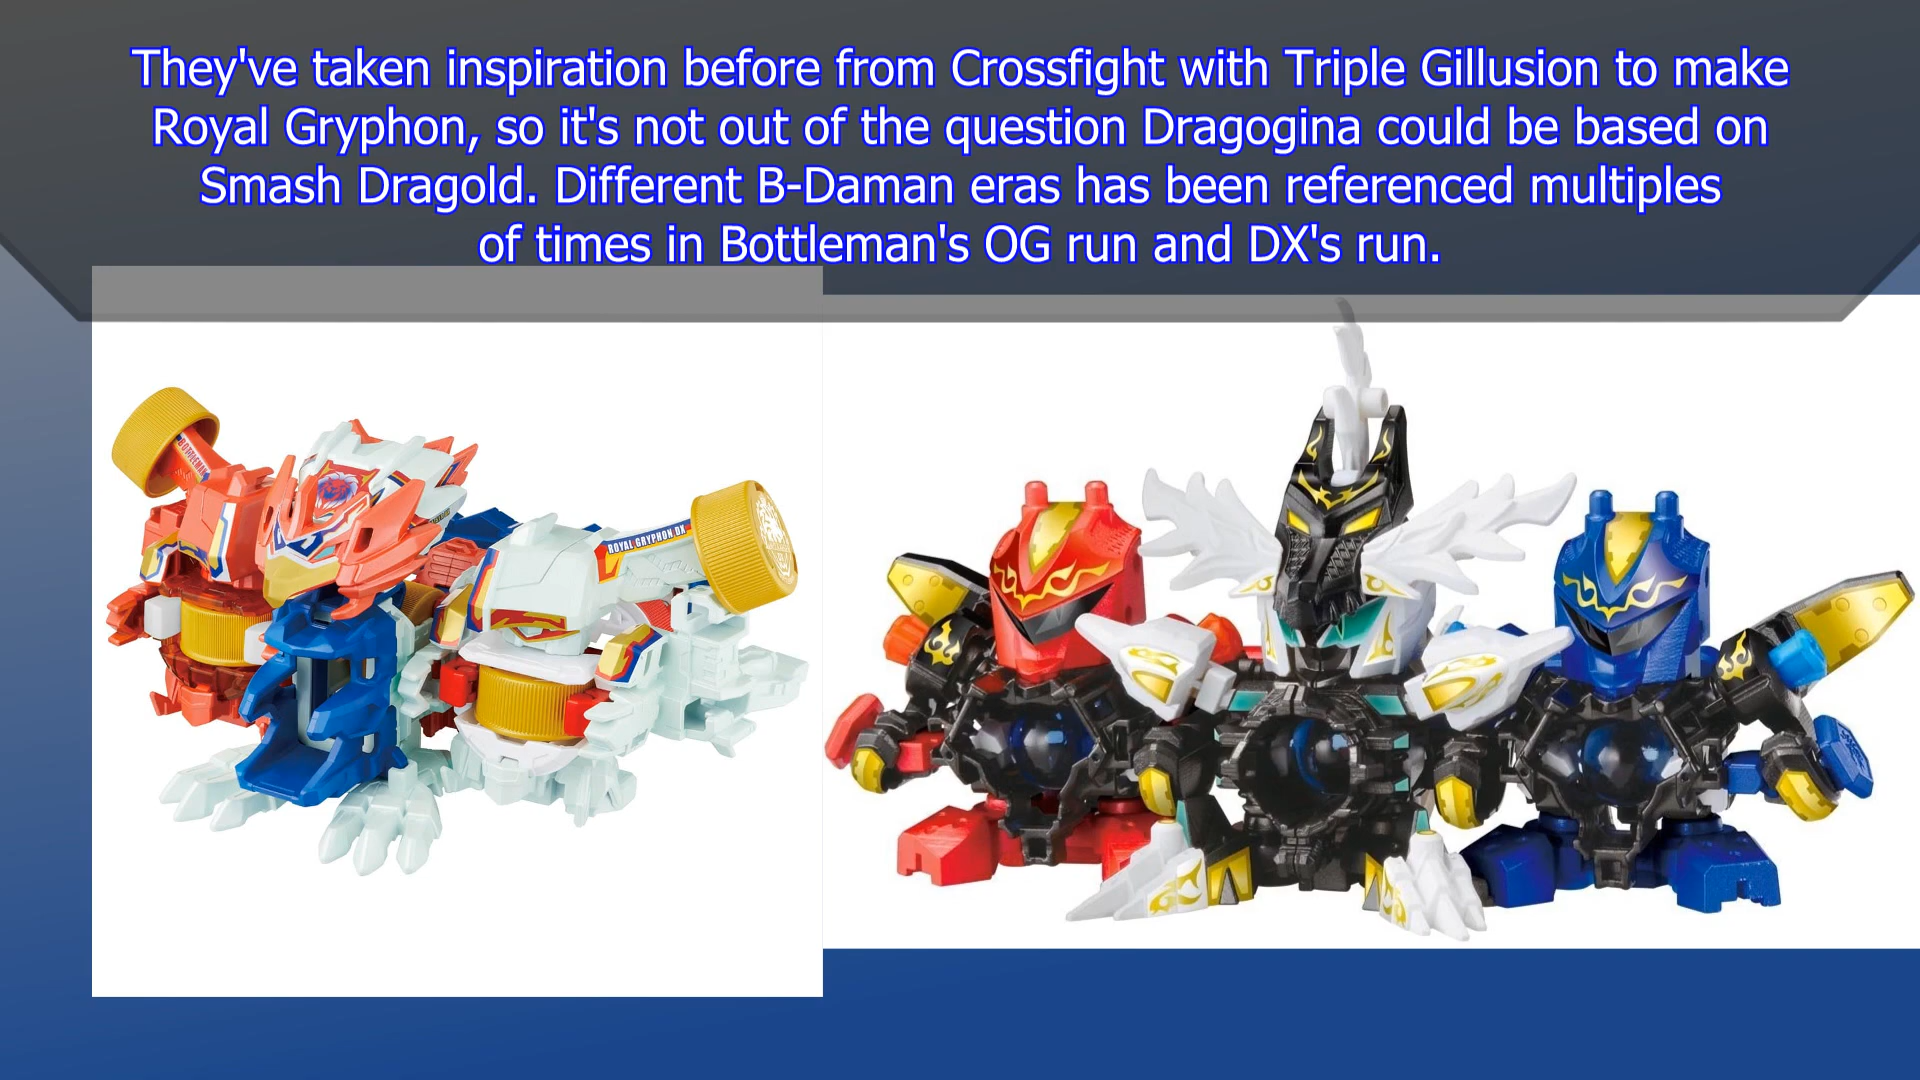 They've taken inspiration before from Crossfight with Triple Gillusion to make
Royal Gryphon, so it's not out of the question Dragogina could be based on
Smash Dragold. Different B-Daman eras has been referenced multiples
of times in Bottleman's OG run and DX's run.
BOTTLEMAN
ROYAL GRYPHON DX